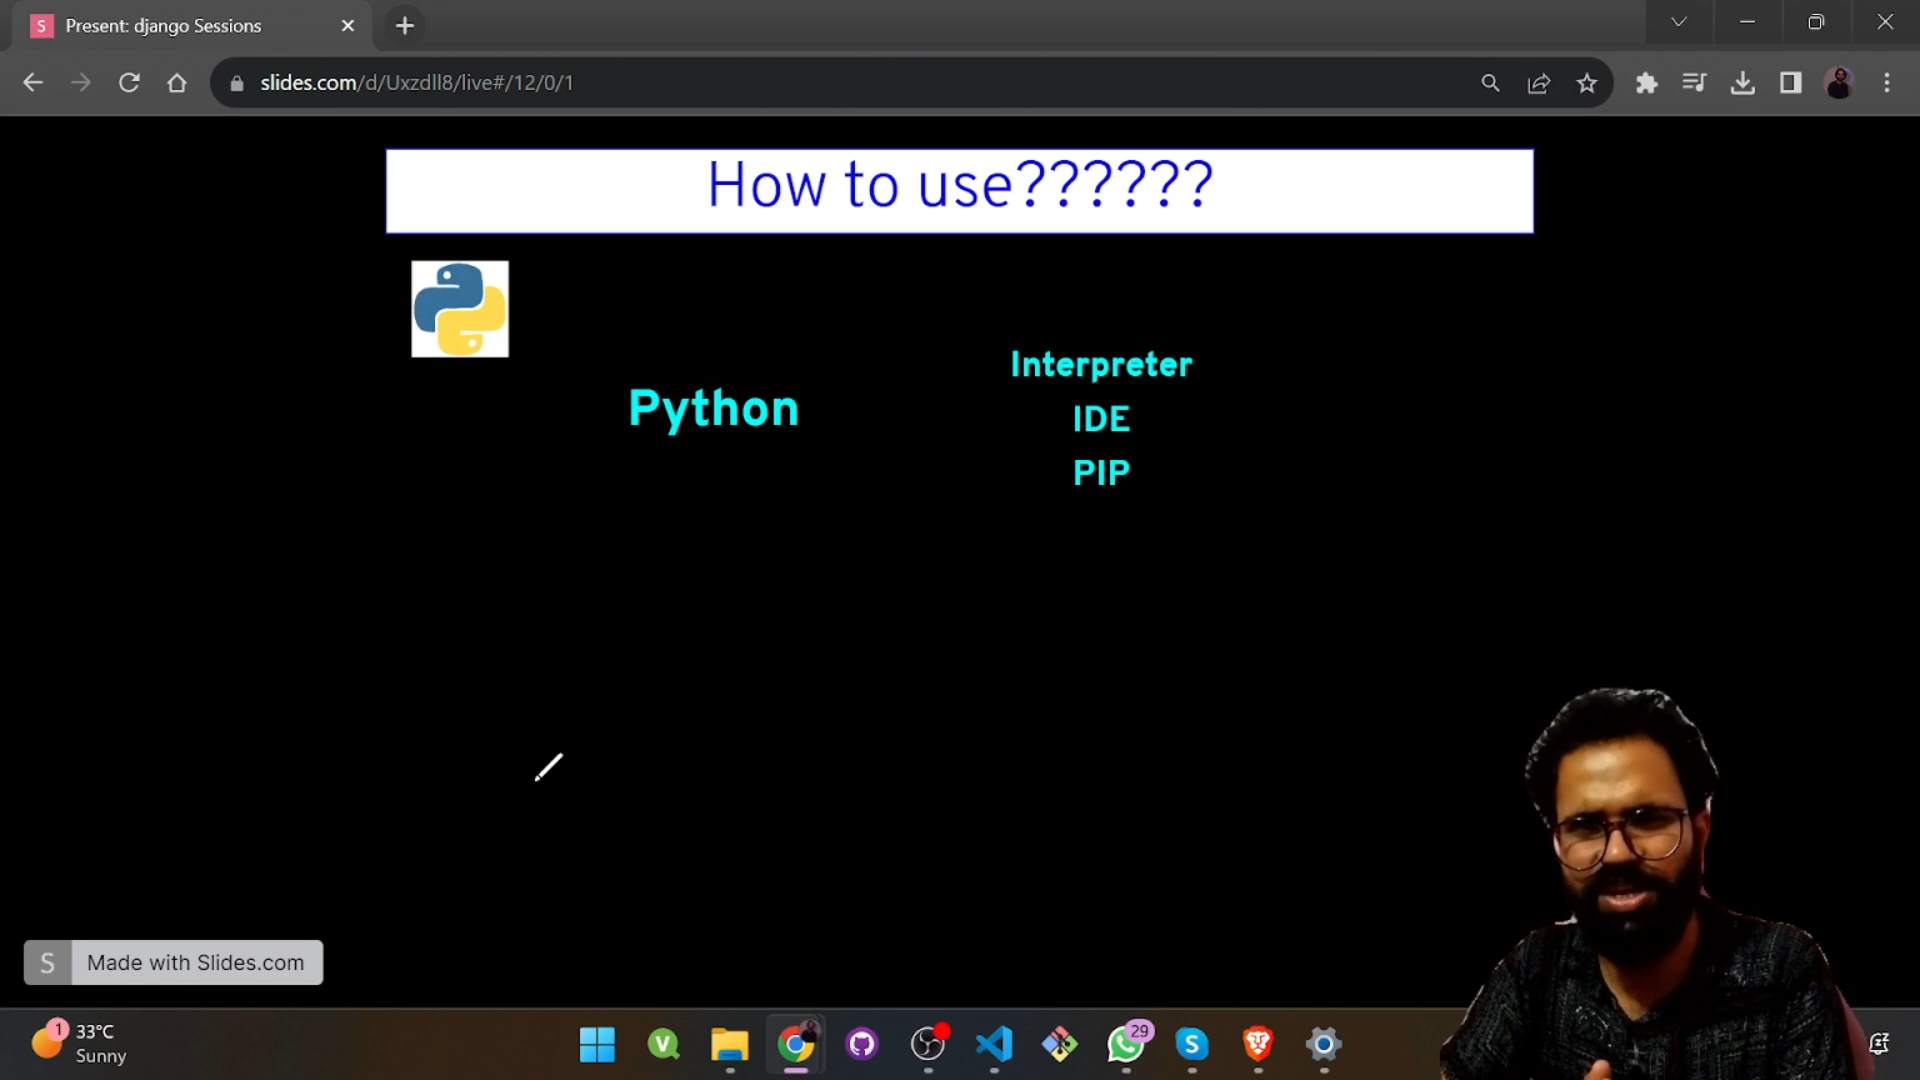 S Present: django Sessions
slides.com/d/Uxzdll8/live#/12/0/1
How to use??????
Interpreter
Python
IDE
PIP
S Made with Slides.com
1 33°C
Sunny
V
29
S